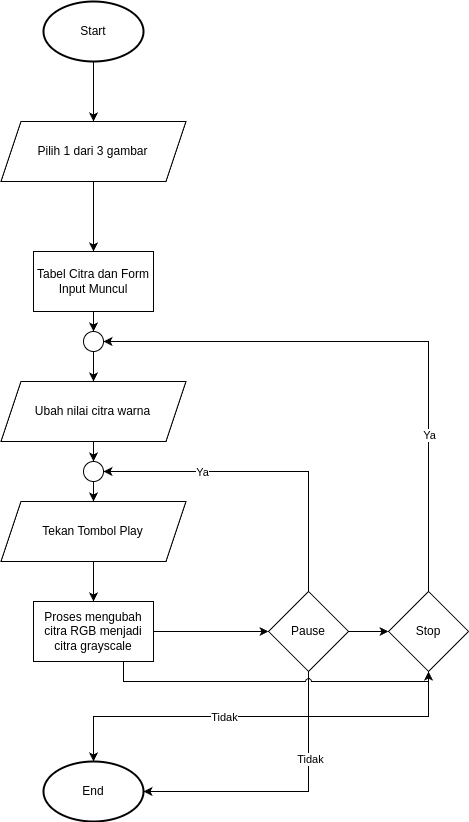 Start
Pilih 1 dari 3 gambar
Tabel Citra dan Form
Input Muncul
Ya
Ubah nilai citra warna
Ya
Tekan Tombol Play
Proses mengubah
citra RGB menjadi
citra grayscale
Pause
Stop
Tidak
Tidak
End